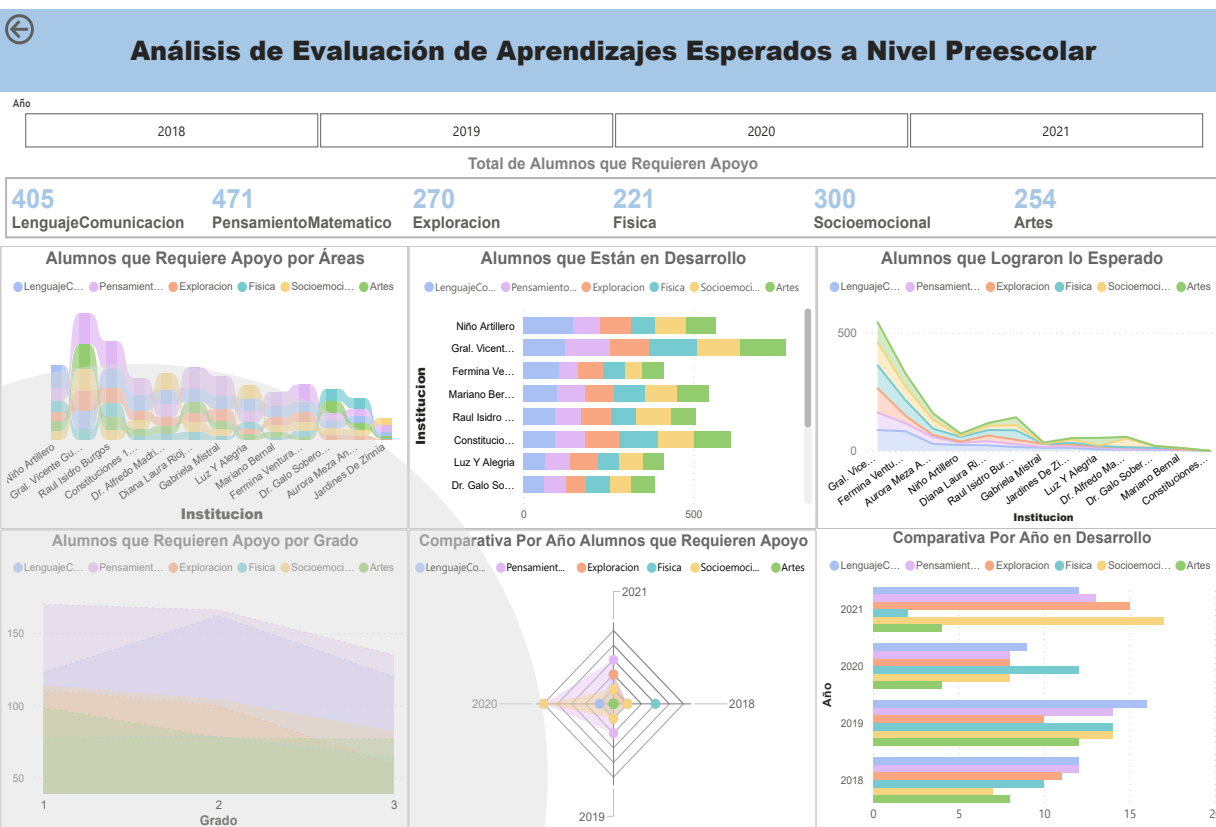 Análisis de Evaluación de Aprendizajes Esperados a Nivel Preescolar
Año
2018
2019
2020
2021
Total de Alumnos que Requieren Apoyo
405
LenguajeComunicacion
471
PensamientoMatematico
270
Exploracion
221
Fisica
300
Socioemocional
254
Artes
Alumnos que Requiere Apoyo por Áreas
LenguajeC... Pensamient... Exploracion Fisica Socioemoci... Artes
Niño Artillero
Gral. Vicente Gu...
Raul Isidro Burgos
Constituciones 1...
Dr. Alfredo Madri...
Diana Laura Rioj...
Gabriela Mistral
Luz Y Alegria
Mariano Bernal
Fermina Ventura...
Dr. Galo Sobero...
Aurora Meza An...
Jardines De Zinnia
Institucion
Alumnos que Están en Desarrollo
LenguajeCo... Pensamiento... Exploracion Fisica Socioemoci... Artes
Institucion
Niño Artillero
Gral. Vicent...
Fermina Ve...
Mariano Ber...
Raul Isidro ...
Constitucio...
Luz Y Alegria
Dr. Galo So...
0
500
Alumnos que Lograron lo Esperado
LenguajeC... Pensamient... Exploracion Fisica Socioemoci... Artes
500
0
Gral. Vice...
Fermina Ventu...
Aurora Meza A...
Niño Artillero
Diana Laura Ri...
Raul Isidro Bur...
Gabriela Mistral
Jardines De Zi...
Luz Y Alegria
Dr. Alfredo Ma...
Dr. Galo Sober...
Mariano Bernal
Constituciones...
Institucion
Alumnos que Requieren Apoyo por Grado
LenguajeC... Pensamient... Exploracion Fisica Socioemoci... Artes
150
100
50
1
2
3
Grado
Comparativa Por Año Alumnos que Requieren Apoyo
LenguajeCo... Pensamient... Exploracion Fisica Socioemoci... Artes
2021
2020
2018
2019
Comparativa Por Año en Desarrollo
LenguajeC... Pensamient... Exploracion Fisica Socioemoci... Artes
Año
2021
2020
2019
2018
0
5
10
15